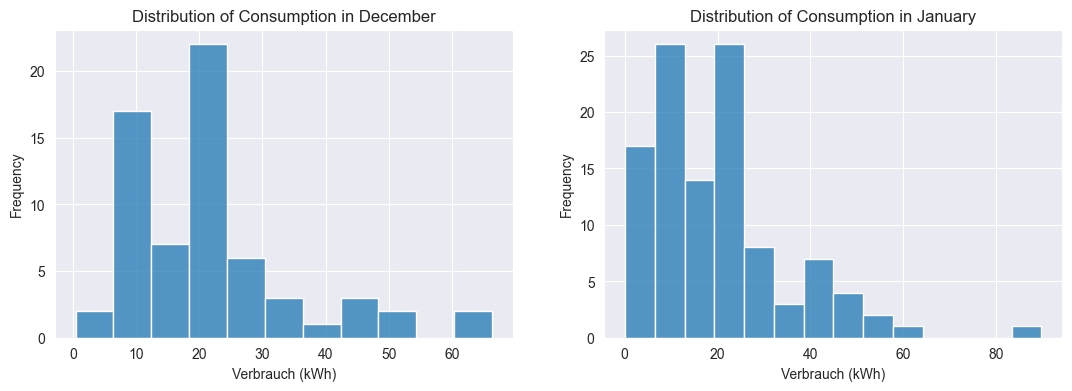 Distribution of Consumption in December
Frequency
20
15
10
5
0
0 10 20 30 40 50 60
Verbrauch (kWh)
Distribution of Consumption in January
Frequency
25
20
15
10
5
0
0 20 40 60 80
Verbrauch (kWh)